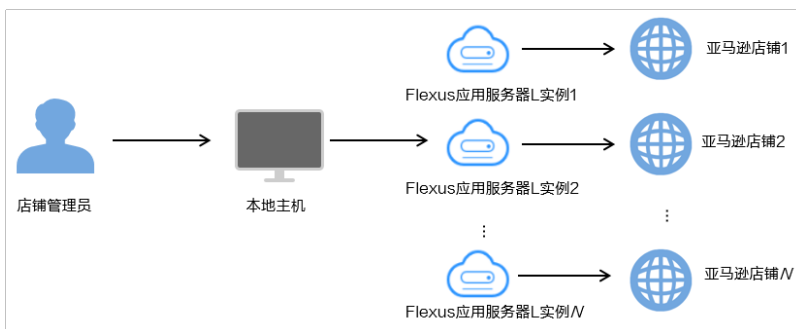 亚马逊店铺1
Flexus应用服务器L实例1
亚马逊店铺2
Flexus应用服务器L实例2
店铺管理员
本地主机
亚马逊店铺N
Flexus应用服务器L实例N